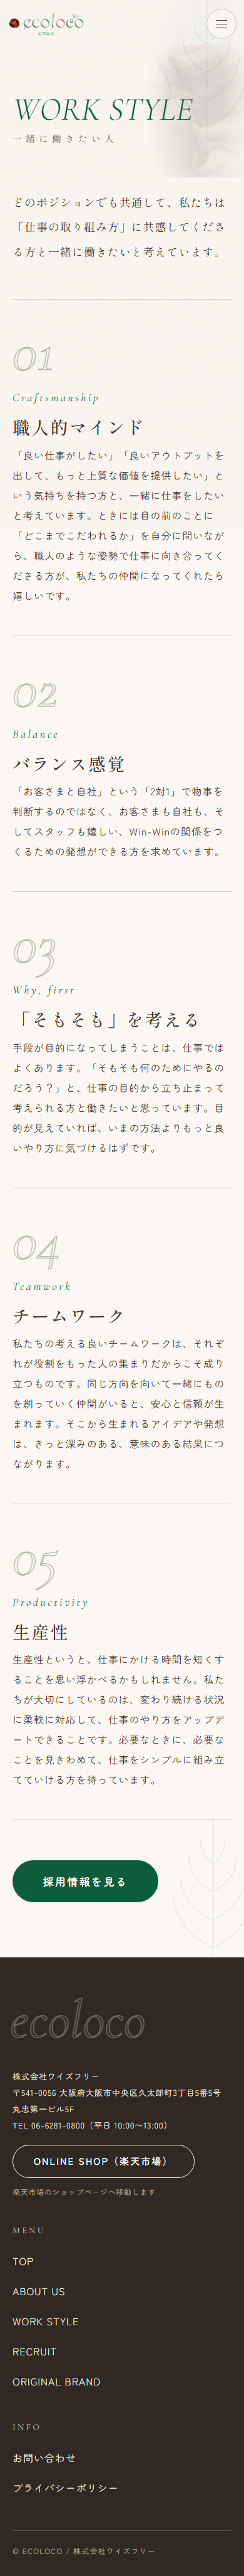 ecoloco
WORK STYLE
一緒に働きたい人
どのポジションでも共通して、私たちは
「仕事の取り組み方」に共感してくださ
る方と一緒に働きたいと考えています。
01
Craftsmanship
職人的マインド
「良い仕事がしたい」「良いアウトプットを
出して、もっと上質な価値を提供したい」と
いう気持ちを持つ方と、一緒に仕事をしたい
と考えています。ときには目の前のことに
「どこまでこだわれるか」を自分に問いなが
ら、職人のような姿勢で仕事に向き合ってく
ださる方が、私たちの仲間になってくれたら
嬉しいです。
02
Balance
バランス感覚
「お客さまと自社」という「2対1」で物事を
判断するのではなく、お客さまも自社も、そ
してスタッフも嬉しい、Win-Winの関係をつ
くるための発想ができる方を求めています。
03
Why, first
「そもそも」を考える
手段が目的になってしまうことは、仕事では
よくあります。「そもそも何のためにやるの
だろう？」と、仕事の目的から立ち止まって
考えられる方と働きたいと思っています。目
的が見えていれば、いまの方法よりもっと良
いやり方に気づけるはずです。
04
Teamwork
チームワーク
私たちの考える良いチームワークは、それぞ
れが役割をもった人の集まりだからこそ成り
立つものです。同じ方向を向いて一緒にもの
を創っていく仲間がいると、安心と信頼が生
まれます。そこから生まれるアイデアや発想
は、きっと深みのある、意味のある結果につ
ながります。
05
Productivity
生産性
生産性というと、仕事にかける時間を短くす
ることを思い浮かべるかもしれません。私た
ちが大切にしているのは、変わり続ける状況
に柔軟に対応して、仕事のやり方をアップデ
ートできることです。必要なときに、必要な
ことを見きわめて、仕事をシンプルに組み立
てていける方を待っています。
採用情報を見る
ecoloco
株式会社ワイズフリー
〒541-0056 大阪府大阪市中央区久太郎町3丁目5番5号
丸忠第一ビル5F
TEL 06-6281-0800（平日 10:00〜13:00）
ONLINE SHOP（楽天市場）
楽天市場のショップページへ移動します
MENU
TOP
ABOUT US
WORK STYLE
RECRUIT
ORIGINAL BRAND
INFO
お問い合わせ
プライバシーポリシー
© ECOLOCO / 株式会社ワイズフリー